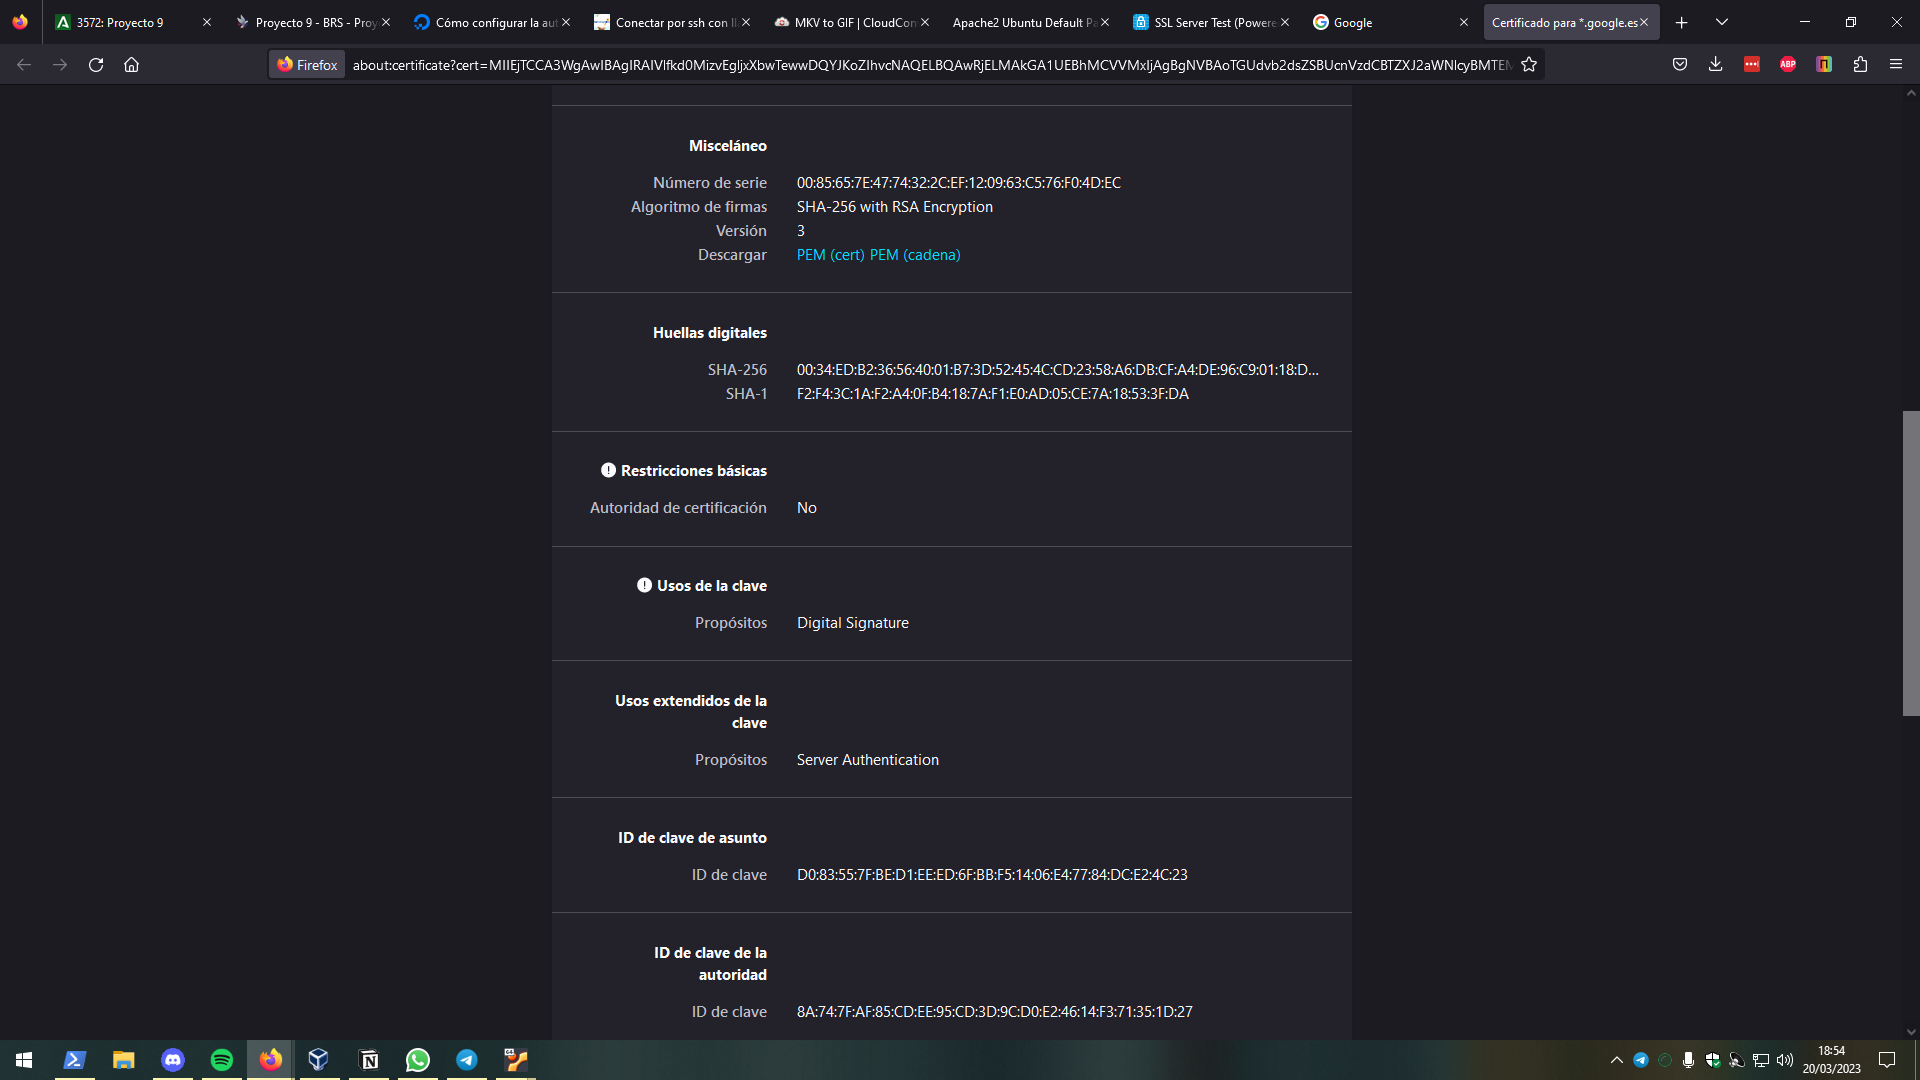 3572: Proyecto 9
Proyecto 9 - BRS - Proy
Cómo configurar la aut
Conectar por ssh con ll
MKV to GIF | CloudCon
Apache2 Ubuntu Default Pa
SSL Server Test (Powere
Google
Certificado para *.google.es
Firefox
about:certificate?cert=MIIEjTCCA3WgAwIBAgIRAIVlfkd0MizvEgljxXbwTewwDQYJKoZIhvcNAQELBQAwRjELMAkGA1UEBhMCVVMxIjAgBgNVBAoTGUdvb2dsZSBUcnVzdCBTZXJ2aWNlcyBMTEM
ABP
Misceláneo
Número de serie 00:85:65:7E:47:74:32:2C:EF:12:09:63:C5:76:F0:4D:EC
Algoritmo de firmas SHA-256 with RSA Encryption
Versión 3
Descargar PEM (cert) PEM (cadena)
Huellas digitales
SHA-256 00:34:ED:B2:36:56:40:01:B7:3D:52:45:4C:CD:23:58:A6:DB:CF:A4:DE:96:C9:01:18:D...
SHA-1 F2:F4:3C:1A:F2:A4:0F:B4:18:7A:F1:E0:AD:05:CE:7A:18:53:3F:DA
Restricciones básicas
Autoridad de certificación No
Usos de la clave
Propósitos Digital Signature
Usos extendidos de la
clave
Propósitos Server Authentication
ID de clave de asunto
ID de clave D0:83:55:7F:BE:D1:EE:ED:6F:BB:F5:14:06:E4:77:84:DC:E2:4C:23
ID de clave de la
autoridad
ID de clave 8A:74:7F:AF:85:CD:EE:95:CD:3D:9C:D0:E2:46:14:F3:71:35:1D:27
18:54
20/03/2023